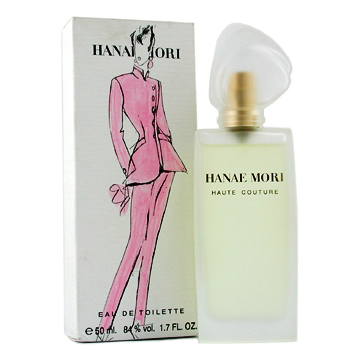 HANAE MORI
EAU DE TOILETTE
e 50 ml. 84 % vol. 1.7 FL. OZ.
HANAE MORI
HAUTE COUTURE